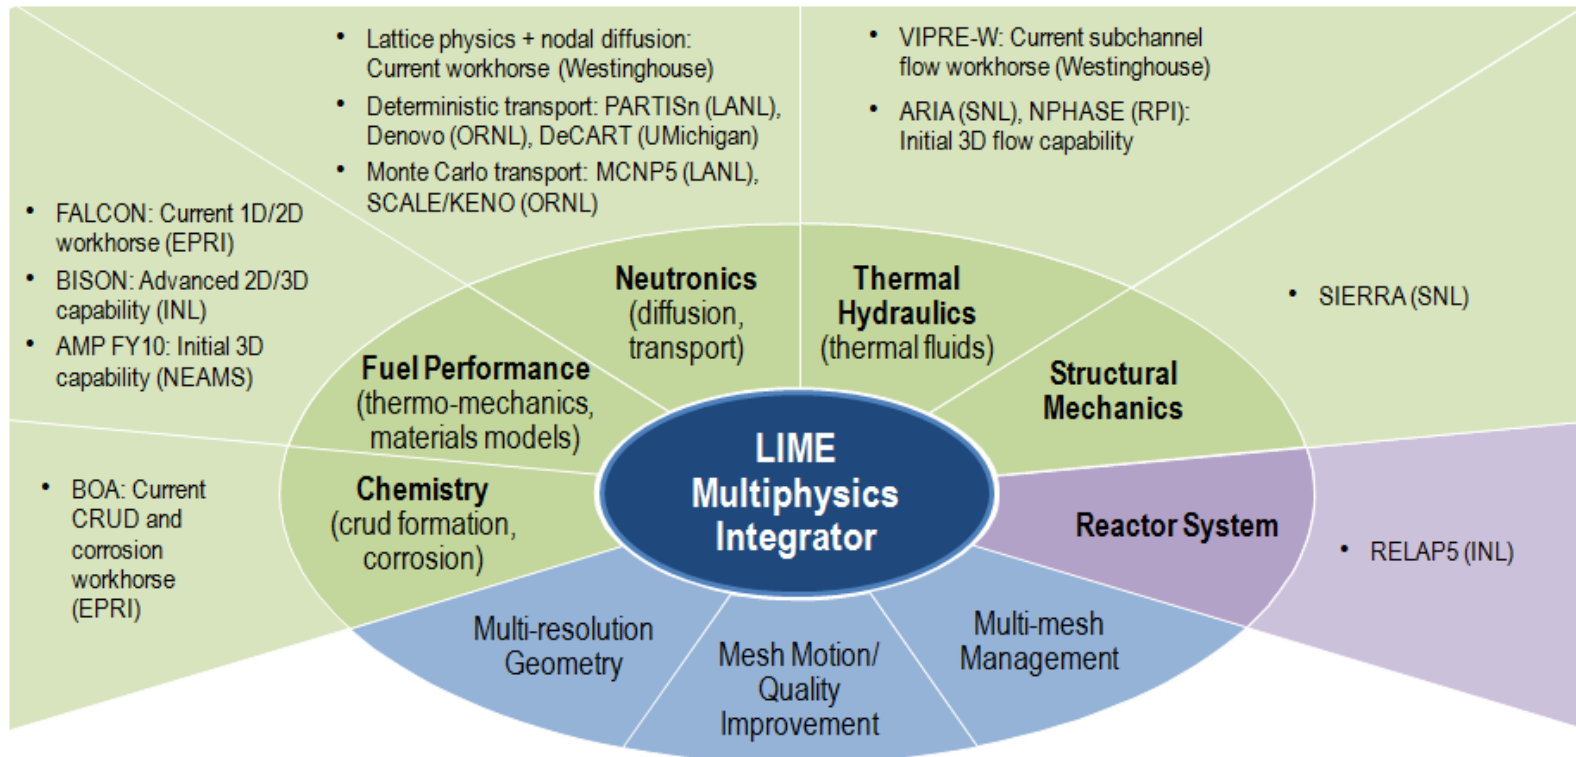 • Lattice physics + nodal diffusion:
Current workhorse (Westinghouse)
• Deterministic transport: PARTISn (LANL),
Denovo (ORNL), DeCART (UMichigan)
• Monte Carlo transport: MCNP5 (LANL),
SCALE/KENO (ORNL)
• VIPRE-W: Current subchannel
flow workhorse (Westinghouse)
• ARIA (SNL), NPHASE (RPI):
Initial 3D flow capability
• FALCON: Current 1D/2D
workhorse (EPRI)
• BISON: Advanced 2D/3D
capability (INL)
• AMP FY10: Initial 3D
capability (NEAMS)
• SIERRA (SNL)
• BOA: Current
CRUD and
corrosion
workhorse
(EPRI)
• RELAP5 (INL)
Neutronics
(diffusion,
transport)
Thermal
Hydraulics
(thermal fluids)
Fuel Performance
(thermo-mechanics,
materials models)
Structural
Mechanics
Chemistry
(crud formation,
corrosion)
LIME
Multiphysics
Integrator
Reactor System
Multi-resolution
Geometry
Mesh Motion/
Quality
Improvement
Multi-mesh
Management